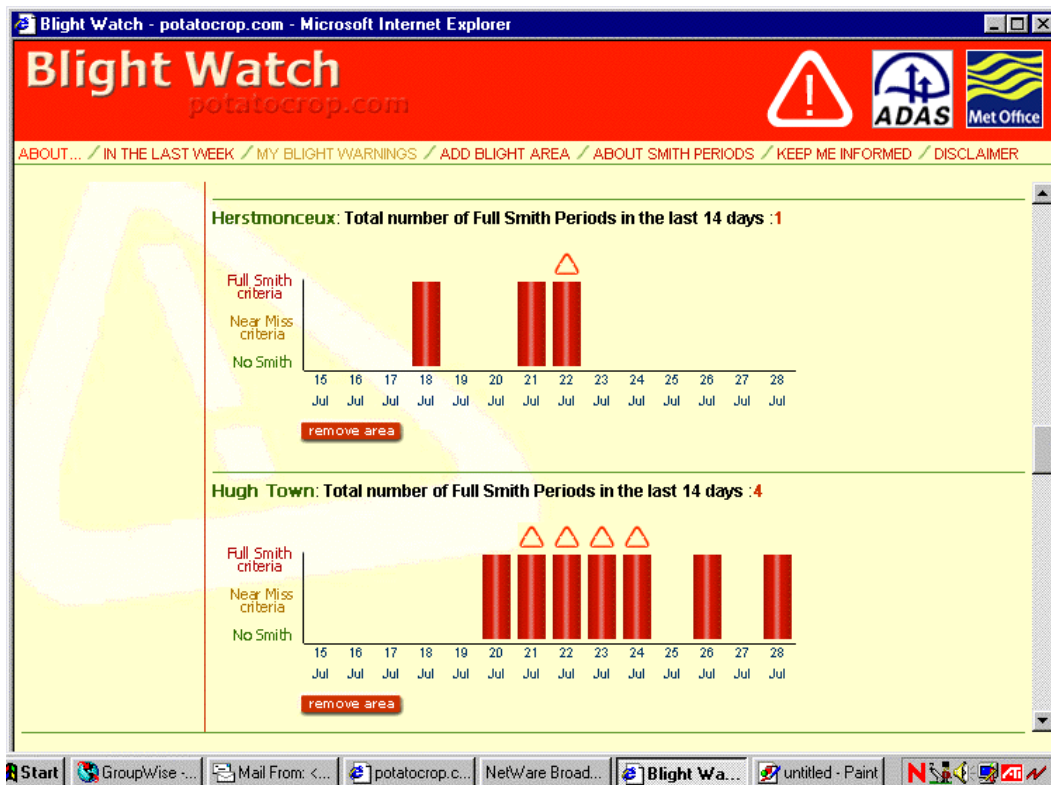 Blight Watch - potatocrop.com - Microsoft Internet Explorer
Blight Watch
potatocrop.com
ADAS
Met Office
ABOUT... / IN THE LAST WEEK / MY BLIGHT WARNINGS / ADD BLIGHT AREA / ABOUT SMITH PERIODS / KEEP ME INFORMED / DISCLAIMER
Herstmonceux: Total number of Full Smith Periods in the last 14 days :1
Full Smith
criteria
Near Miss
criteria
No Smith
15 16 17 18 19 20 21 22 23 24 25 26 27 28
Jul Jul Jul Jul Jul Jul Jul Jul Jul Jul Jul Jul Jul Jul
remove area
Hugh Town: Total number of Full Smith Periods in the last 14 days :4
Full Smith
criteria
Near Miss
criteria
No Smith
15 16 17 18 19 20 21 22 23 24 25 26 27 28
Jul Jul Jul Jul Jul Jul Jul Jul Jul Jul Jul Jul Jul Jul
remove area
Start GroupWise -... Mail From: <... potatocrop.c... NetWare Broad... Blight Wa... untitled - Paint N ATI